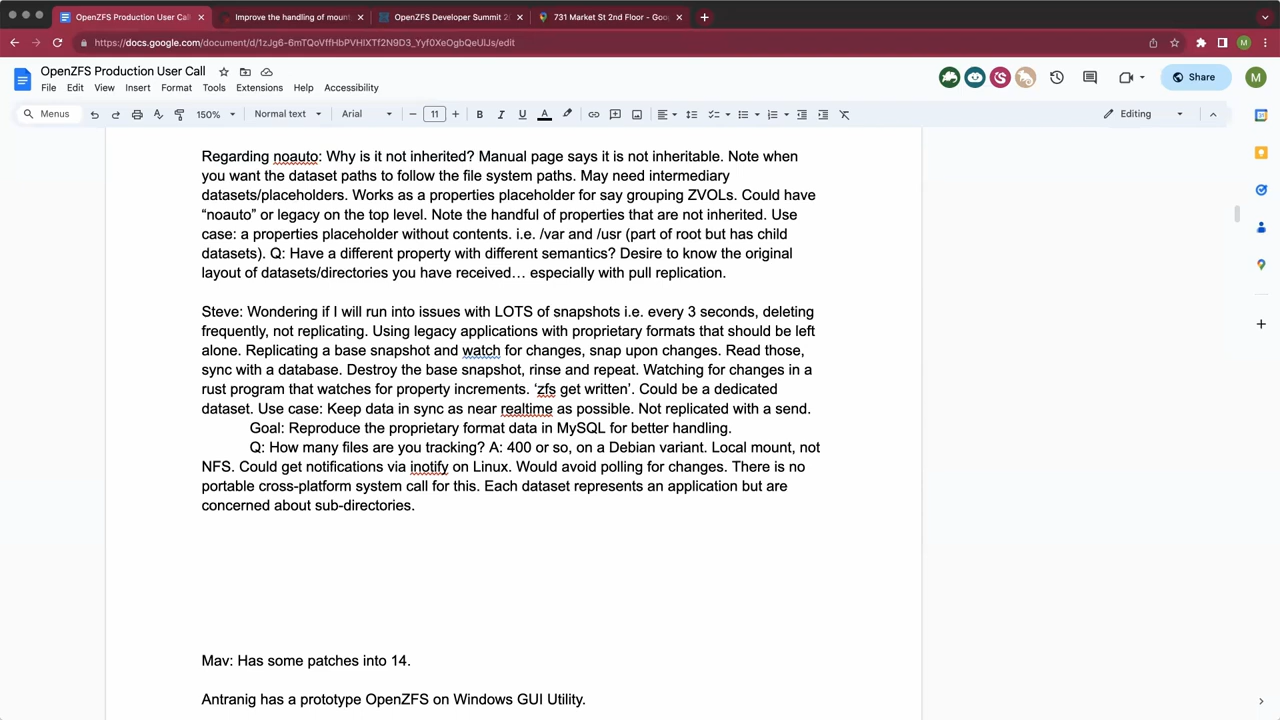 OpenZFS Production User Cal
Improve the handling of mount
OpenZFS Developer Summit 2
731 Market St 2nd Floor - Goo
https://docs.google.com/document/d/1zJg6-6mTQoVffHbPVHIXTf2N9D3_Yyf0XeOgbQeUlJs/edit
OpenZFS Production User Call
File Edit View Insert Format Tools Extensions Help Accessibility
Share
M
Menus 150% Normal text Arial 11 B I U A Editing
Regarding noauto: Why is it not inherited? Manual page says it is not inheritable. Note when
you want the dataset paths to follow the file system paths. May need intermediary
datasets/placeholders. Works as a properties placeholder for say grouping ZVOLs. Could have
“noauto” or legacy on the top level. Note the handful of properties that are not inherited. Use
case: a properties placeholder without contents. i.e. /var and /usr (part of root but has child
datasets). Q: Have a different property with different semantics? Desire to know the original
layout of datasets/directories you have received… especially with pull replication.
Steve: Wondering if I will run into issues with LOTS of snapshots i.e. every 3 seconds, deleting
frequently, not replicating. Using legacy applications with proprietary formats that should be left
alone. Replicating a base snapshot and watch for changes, snap upon changes. Read those,
sync with a database. Destroy the base snapshot, rinse and repeat. Watching for changes in a
rust program that watches for property increments. ‘zfs get written’. Could be a dedicated
dataset. Use case: Keep data in sync as near realtime as possible. Not replicated with a send.
Goal: Reproduce the proprietary format data in MySQL for better handling.
Q: How many files are you tracking? A: 400 or so, on a Debian variant. Local mount, not
NFS. Could get notifications via inotify on Linux. Would avoid polling for changes. There is no
portable cross-platform system call for this. Each dataset represents an application but are
concerned about sub-directories.
Mav: Has some patches into 14.
Antranig has a prototype OpenZFS on Windows GUI Utility.